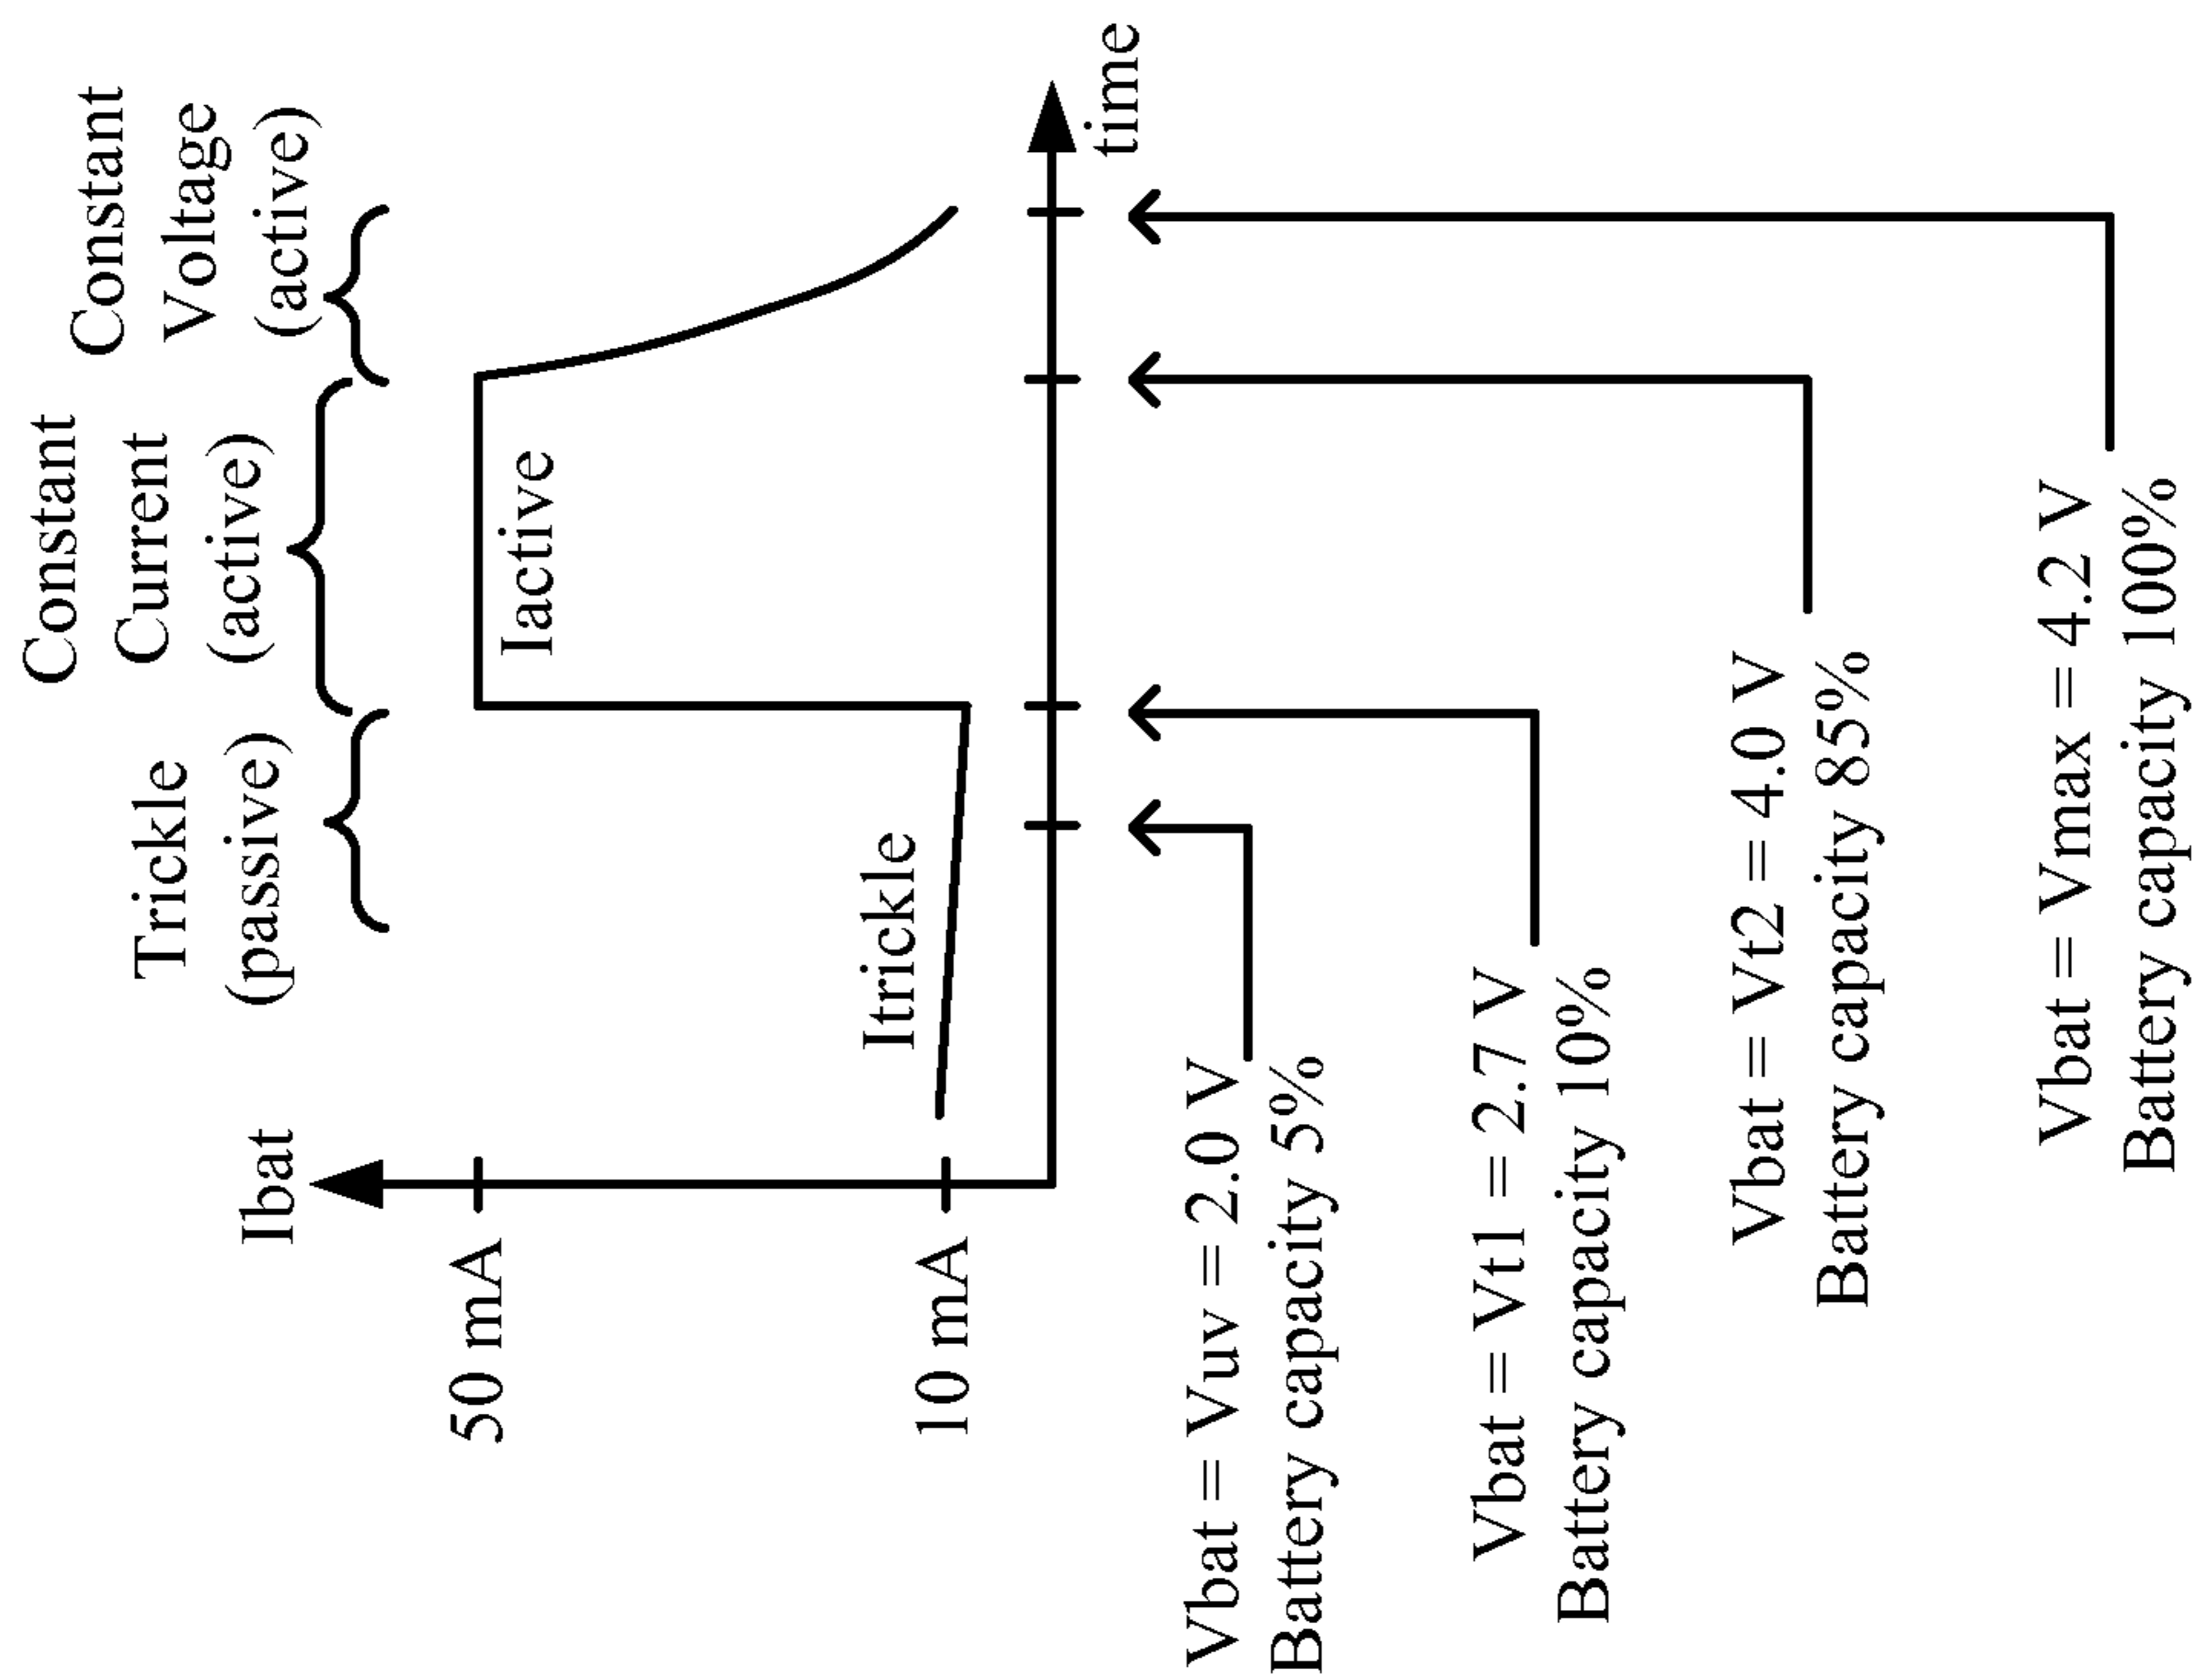 Constant
Current
(active)
Constant
Voltage
(active)
Trickle
(passive)
Ibat
50 mA
Iactive
10 mA
Itrickle
time
Vbat = Vuv = 2.0 V
Battery capacity 5%
Vbat = Vt1 = 2.7 V
Battery capacity 10%
Vbat = Vt2 = 4.0 V
Battery capacity 85%
Vbat = Vmax = 4.2 V
Battery capacity 100%